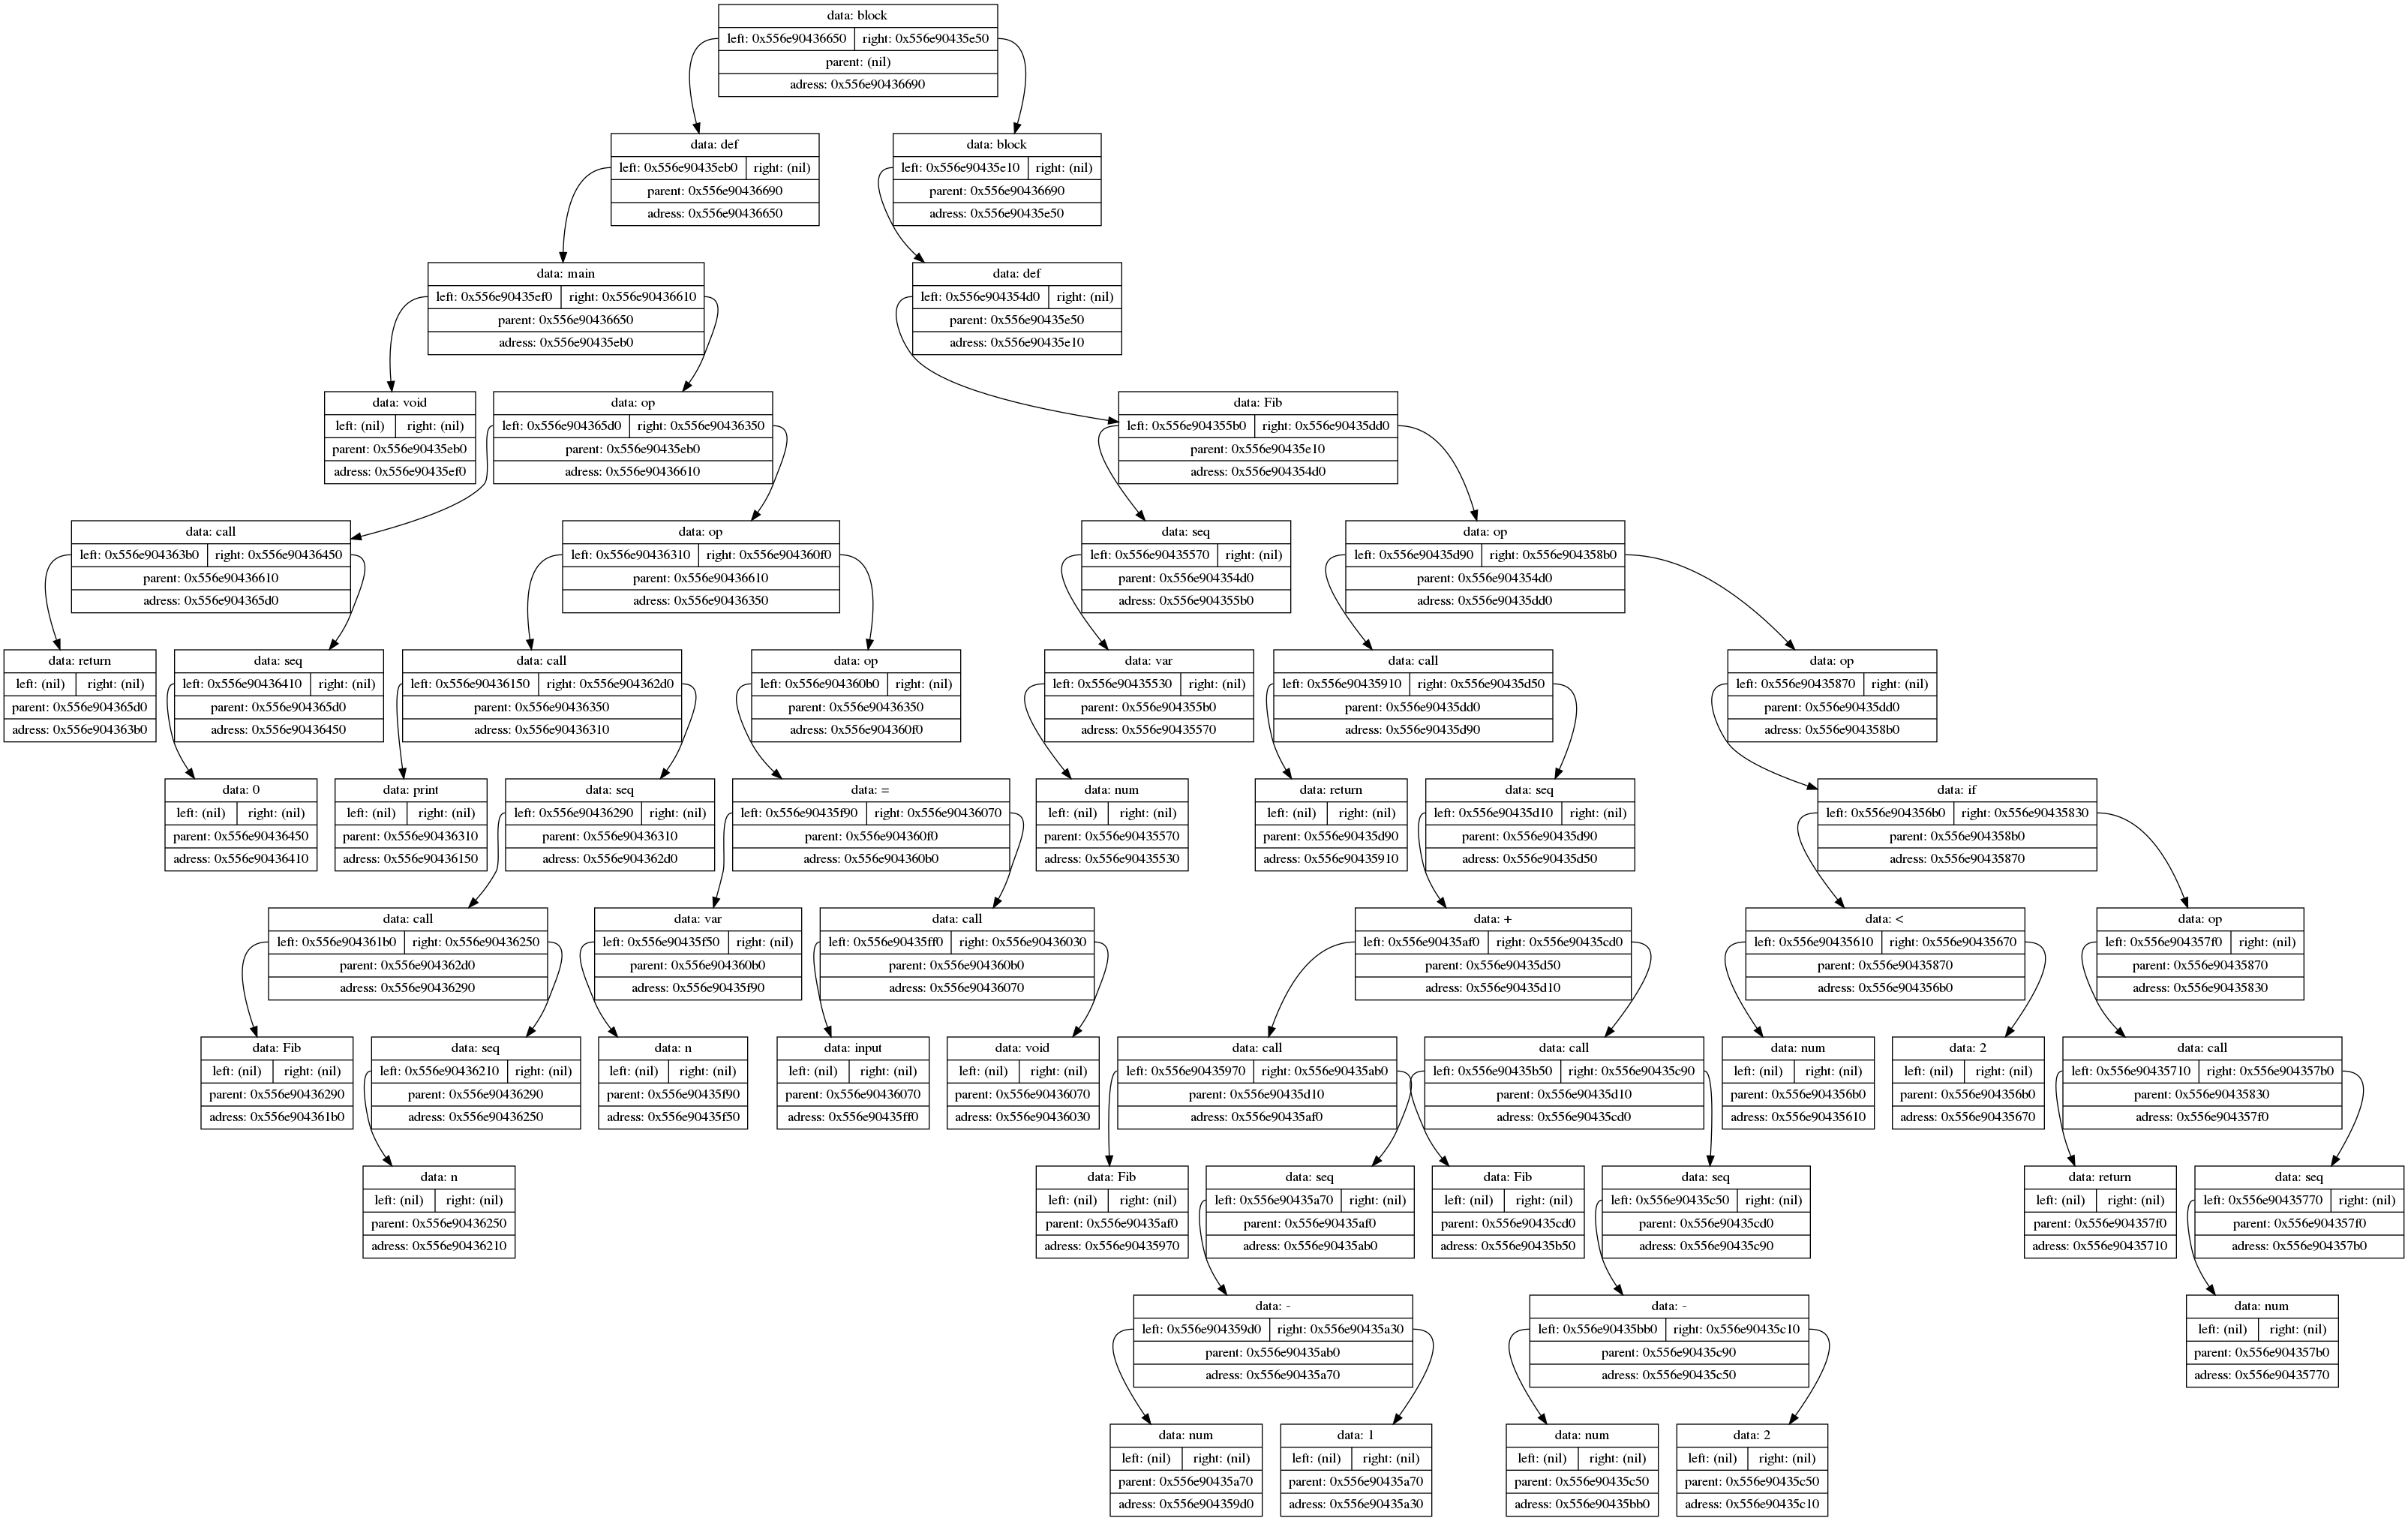 data: block
left: 0x556e90436650 right: 0x556e90435e50
parent: (nil)
adress: 0x556e90436690
data: def
left: 0x556e90435eb0 right: (nil)
parent: 0x556e90436690
adress: 0x556e90436650
data: block
left: 0x556e90435e10 right: (nil)
parent: 0x556e90436690
adress: 0x556e90435e50
data: main
left: 0x556e90435ef0 right: 0x556e90436610
parent: 0x556e90436650
adress: 0x556e90435eb0
data: def
left: 0x556e904354d0 right: (nil)
parent: 0x556e90435e50
adress: 0x556e90435e10
data: void
left: (nil) right: (nil)
parent: 0x556e90435eb0
adress: 0x556e90435ef0
data: op
left: 0x556e904365d0 right: 0x556e90436350
parent: 0x556e90435eb0
adress: 0x556e90436610
data: Fib
left: 0x556e904355b0 right: 0x556e90435dd0
parent: 0x556e90435e10
adress: 0x556e904354d0
data: call
left: 0x556e904363b0 right: 0x556e90436450
parent: 0x556e90436610
adress: 0x556e904365d0
data: op
left: 0x556e90436310 right: 0x556e904360f0
parent: 0x556e90436610
adress: 0x556e90436350
data: seq
left: 0x556e90435570 right: (nil)
parent: 0x556e904354d0
adress: 0x556e904355b0
data: op
left: 0x556e90435d90 right: 0x556e904358b0
parent: 0x556e904354d0
adress: 0x556e90435dd0
data: return
left: (nil) right: (nil)
parent: 0x556e904365d0
adress: 0x556e904363b0
data: seq
left: 0x556e90436410 right: (nil)
parent: 0x556e904365d0
adress: 0x556e90436450
data: call
left: 0x556e90436150 right: 0x556e904362d0
parent: 0x556e90436350
adress: 0x556e90436310
data: op
left: 0x556e904360b0 right: (nil)
parent: 0x556e90436350
adress: 0x556e904360f0
data: var
left: 0x556e90435530 right: (nil)
parent: 0x556e904355b0
adress: 0x556e90435570
data: call
left: 0x556e90435910 right: 0x556e90435d50
parent: 0x556e90435dd0
adress: 0x556e90435d90
data: op
left: 0x556e90435870 right: (nil)
parent: 0x556e90435dd0
adress: 0x556e904358b0
data: 0
left: (nil) right: (nil)
parent: 0x556e90436450
adress: 0x556e90436410
data: print
left: (nil) right: (nil)
parent: 0x556e90436310
adress: 0x556e90436150
data: seq
left: 0x556e90436290 right: (nil)
parent: 0x556e90436310
adress: 0x556e904362d0
data: =
left: 0x556e90435f90 right: 0x556e90436070
parent: 0x556e904360f0
adress: 0x556e904360b0
data: num
left: (nil) right: (nil)
parent: 0x556e90435570
adress: 0x556e90435530
data: return
left: (nil) right: (nil)
parent: 0x556e90435d90
adress: 0x556e90435910
data: seq
left: 0x556e90435d10 right: (nil)
parent: 0x556e90435d90
adress: 0x556e90435d50
data: if
left: 0x556e904356b0 right: 0x556e90435830
parent: 0x556e904358b0
adress: 0x556e90435870
data: call
left: 0x556e904361b0 right: 0x556e90436250
parent: 0x556e904362d0
adress: 0x556e90436290
data: var
left: 0x556e90435f50 right: (nil)
parent: 0x556e904360b0
adress: 0x556e90435f90
data: call
left: 0x556e90435ff0 right: 0x556e90436030
parent: 0x556e904360b0
adress: 0x556e90436070
data: +
left: 0x556e90435af0 right: 0x556e90435cd0
parent: 0x556e90435d50
adress: 0x556e90435d10
data: <
left: 0x556e90435610 right: 0x556e90435670
parent: 0x556e90435870
adress: 0x556e904356b0
data: op
left: 0x556e904357f0 right: (nil)
parent: 0x556e90435870
adress: 0x556e90435830
data: Fib
left: (nil) right: (nil)
parent: 0x556e90436290
adress: 0x556e904361b0
data: seq
left: 0x556e90436210 right: (nil)
parent: 0x556e90436290
adress: 0x556e90436250
data: n
left: (nil) right: (nil)
parent: 0x556e90435f90
adress: 0x556e90435f50
data: input
left: (nil) right: (nil)
parent: 0x556e90436070
adress: 0x556e90435ff0
data: void
left: (nil) right: (nil)
parent: 0x556e90436070
adress: 0x556e90436030
data: call
left: 0x556e90435970 right: 0x556e90435ab0
parent: 0x556e90435d10
adress: 0x556e90435af0
data: call
left: 0x556e90435b50 right: 0x556e90435c90
parent: 0x556e90435d10
adress: 0x556e90435cd0
data: num
left: (nil) right: (nil)
parent: 0x556e904356b0
adress: 0x556e90435610
data: 2
left: (nil) right: (nil)
parent: 0x556e904356b0
adress: 0x556e90435670
data: call
left: 0x556e90435710 right: 0x556e904357b0
parent: 0x556e90435830
adress: 0x556e904357f0
data: n
left: (nil) right: (nil)
parent: 0x556e90436250
adress: 0x556e90436210
data: Fib
left: (nil) right: (nil)
parent: 0x556e90435af0
adress: 0x556e90435970
data: seq
left: 0x556e90435a70 right: (nil)
parent: 0x556e90435af0
adress: 0x556e90435ab0
data: Fib
left: (nil) right: (nil)
parent: 0x556e90435cd0
adress: 0x556e90435b50
data: seq
left: 0x556e90435c50 right: (nil)
parent: 0x556e90435cd0
adress: 0x556e90435c90
data: return
left: (nil) right: (nil)
parent: 0x556e904357f0
adress: 0x556e90435710
data: seq
left: 0x556e90435770 right: (nil)
parent: 0x556e904357f0
adress: 0x556e904357b0
data: -
left: 0x556e904359d0 right: 0x556e90435a30
parent: 0x556e90435ab0
adress: 0x556e90435a70
data: -
left: 0x556e90435bb0 right: 0x556e90435c10
parent: 0x556e90435c90
adress: 0x556e90435c50
data: num
left: (nil) right: (nil)
parent: 0x556e904357b0
adress: 0x556e90435770
data: num
left: (nil) right: (nil)
parent: 0x556e90435a70
adress: 0x556e904359d0
data: 1
left: (nil) right: (nil)
parent: 0x556e90435a70
adress: 0x556e90435a30
data: num
left: (nil) right: (nil)
parent: 0x556e90435c50
adress: 0x556e90435bb0
data: 2
left: (nil) right: (nil)
parent: 0x556e90435c50
adress: 0x556e90435c10